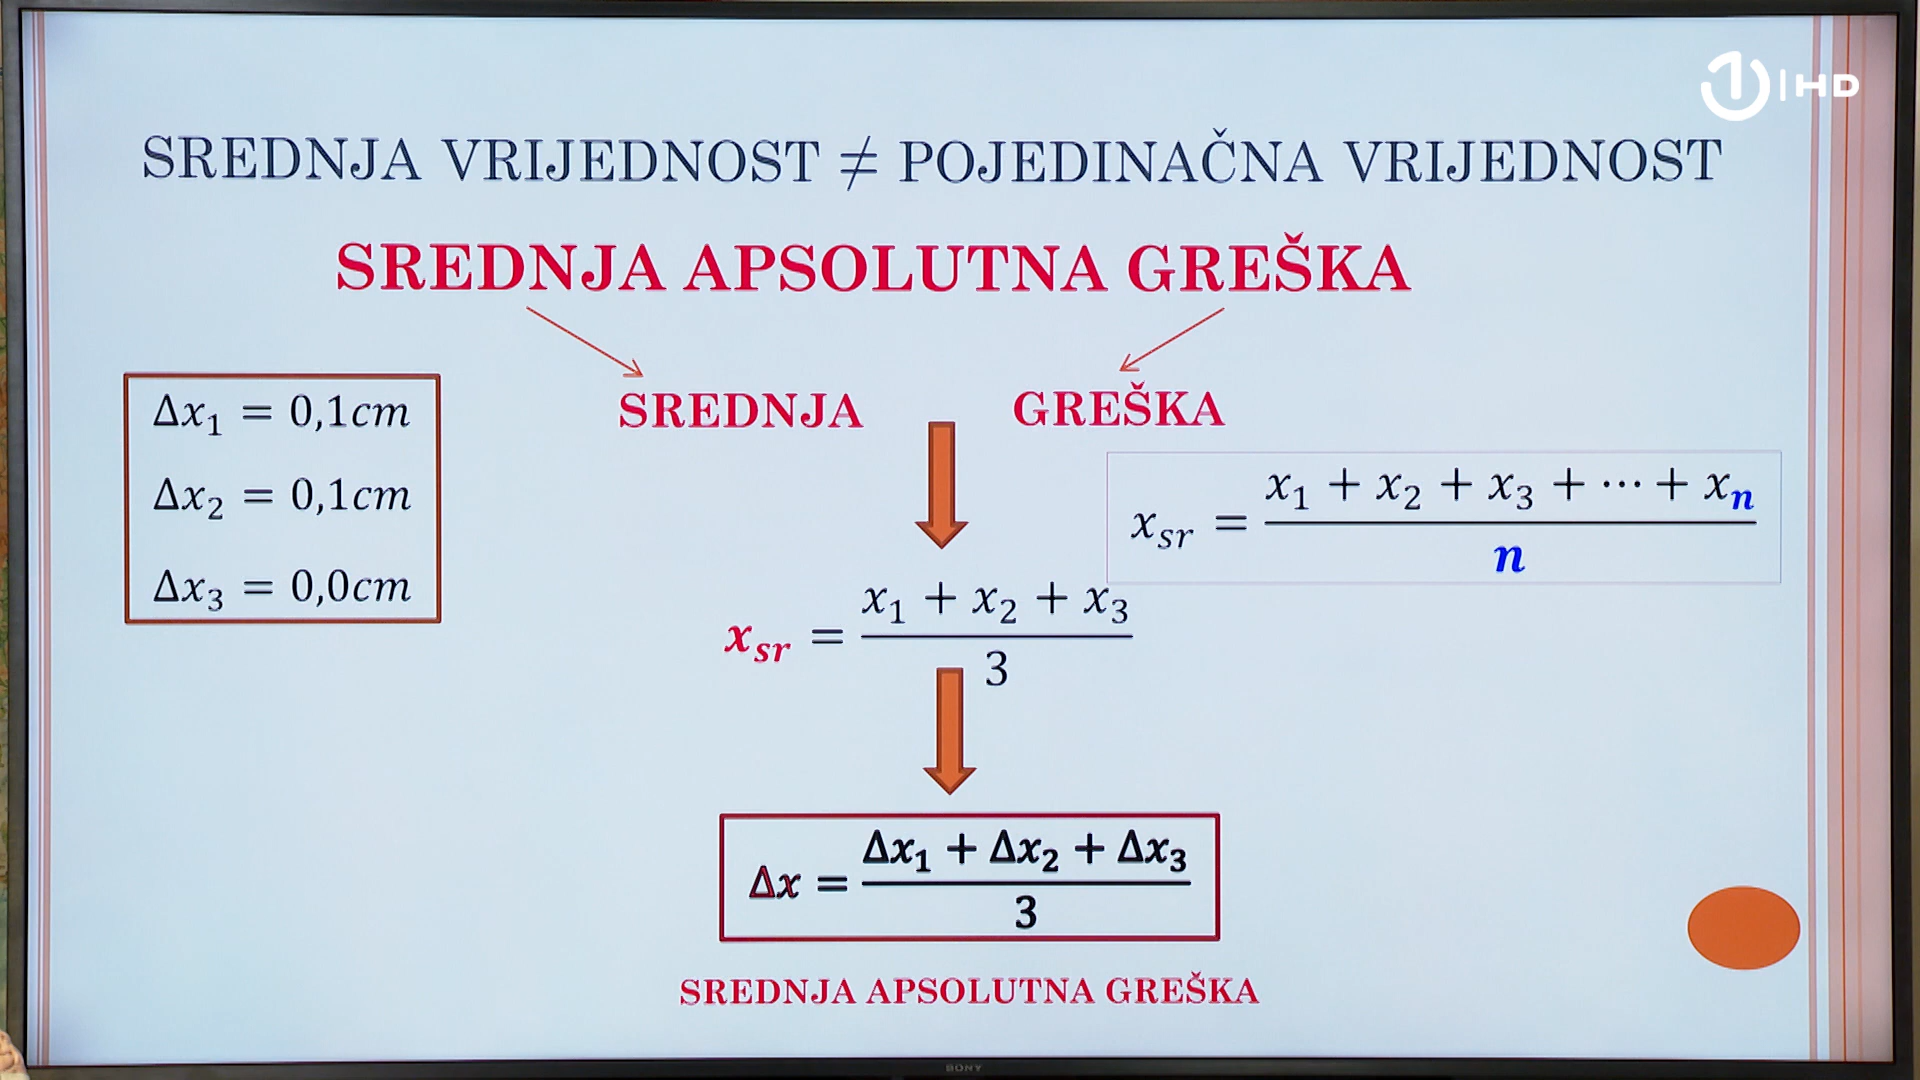 1 HD
SREDNJA VRIJEDNOST ≠ POJEDINAČNA VRIJEDNOST
SREDNJA APSOLUTNA GREŠKA
SREDNJA GREŠKA
Δx₁ = 0,1cm
Δx₂ = 0,1cm
Δx₃ = 0,0cm
x_sr = (x₁ + x₂ + x₃ + ⋯ + xₙ) / n
x_sr = (x₁ + x₂ + x₃) / 3
Δx = (Δx₁ + Δx₂ + Δx₃) / 3
SREDNJA APSOLUTNA GREŠKA
SONY